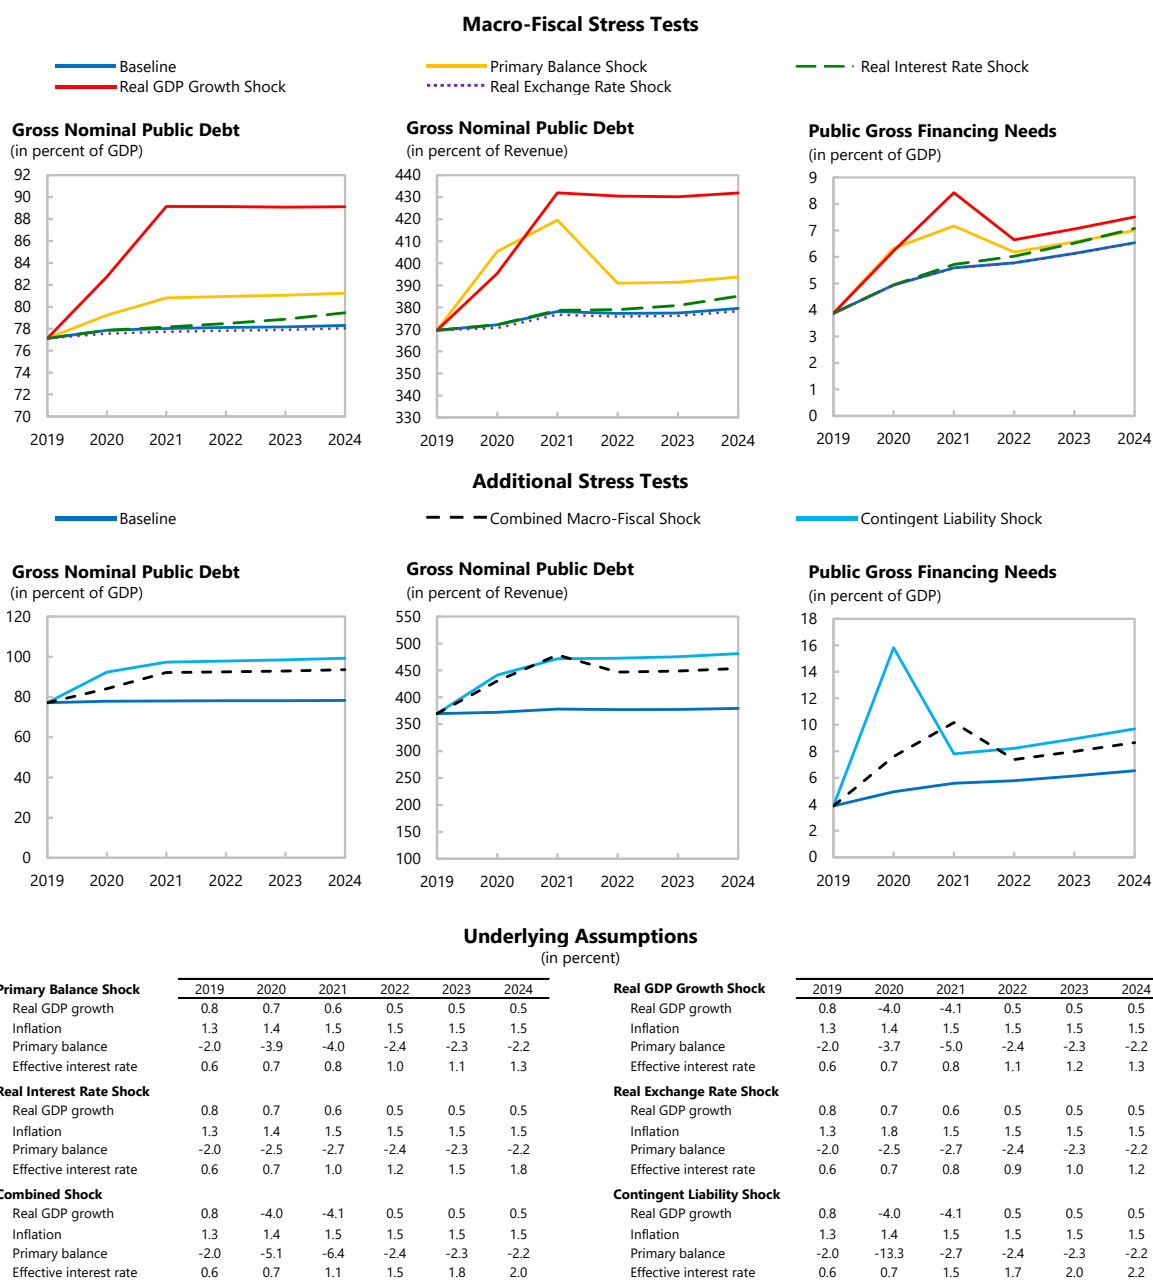 Macro-Fiscal Stress Tests
Baseline Primary Balance Shock Real Interest Rate Shock
Real GDP Growth Shock Real Exchange Rate Shock
Gross Nominal Public Debt
(in percent of GDP)
92
90
88
86
84
82
80
78
76
74
72
70
2019 2020 2021 2022 2023 2024
Gross Nominal Public Debt
(in percent of Revenue)
440
430
420
410
400
390
380
370
360
350
340
330
2019 2020 2021 2022 2023 2024
Public Gross Financing Needs
(in percent of GDP)
9
8
7
6
5
4
3
2
1
0
2019 2020 2021 2022 2023 2024
Additional Stress Tests
Baseline Combined Macro-Fiscal Shock Contingent Liability Shock
Gross Nominal Public Debt
(in percent of GDP)
120
100
80
60
40
20
0
2019 2020 2021 2022 2023 2024
Gross Nominal Public Debt
(in percent of Revenue)
550
500
450
400
350
300
250
200
150
100
2019 2020 2021 2022 2023 2024
Public Gross Financing Needs
(in percent of GDP)
18
16
14
12
10
8
6
4
2
0
2019 2020 2021 2022 2023 2024
Underlying Assumptions
(in percent)
Primary Balance Shock 2019 2020 2021 2022 2023 2024
Real GDP growth 0.8 0.7 0.6 0.5 0.5 0.5
Inflation 1.3 1.4 1.5 1.5 1.5 1.5
Primary balance -2.0 -3.9 -4.0 -2.4 -2.3 -2.2
Effective interest rate 0.6 0.7 0.8 1.0 1.1 1.3
Real Interest Rate Shock
Real GDP growth 0.8 0.7 0.6 0.5 0.5 0.5
Inflation 1.3 1.4 1.5 1.5 1.5 1.5
Primary balance -2.0 -2.5 -2.7 -2.4 -2.3 -2.2
Effective interest rate 0.6 0.7 1.0 1.2 1.5 1.8
Combined Shock
Real GDP growth 0.8 -4.0 -4.1 0.5 0.5 0.5
Inflation 1.3 1.4 1.5 1.5 1.5 1.5
Primary balance -2.0 -5.1 -6.4 -2.4 -2.3 -2.2
Effective interest rate 0.6 0.7 1.1 1.5 1.8 2.0
Real GDP Growth Shock 2019 2020 2021 2022 2023 2024
Real GDP growth 0.8 -4.0 -4.1 0.5 0.5 0.5
Inflation 1.3 1.4 1.5 1.5 1.5 1.5
Primary balance -2.0 -3.7 -5.0 -2.4 -2.3 -2.2
Effective interest rate 0.6 0.7 0.8 1.1 1.2 1.3
Real Exchange Rate Shock
Real GDP growth 0.8 0.7 0.6 0.5 0.5 0.5
Inflation 1.3 1.8 1.5 1.5 1.5 1.5
Primary balance -2.0 -2.5 -2.7 -2.4 -2.3 -2.2
Effective interest rate 0.6 0.7 0.8 0.9 1.0 1.2
Contingent Liability Shock
Real GDP growth 0.8 -4.0 -4.1 0.5 0.5 0.5
Inflation 1.3 1.4 1.5 1.5 1.5 1.5
Primary balance -2.0 -13.3 -2.7 -2.4 -2.3 -2.2
Effective interest rate 0.6 0.7 1.5 1.7 2.0 2.2